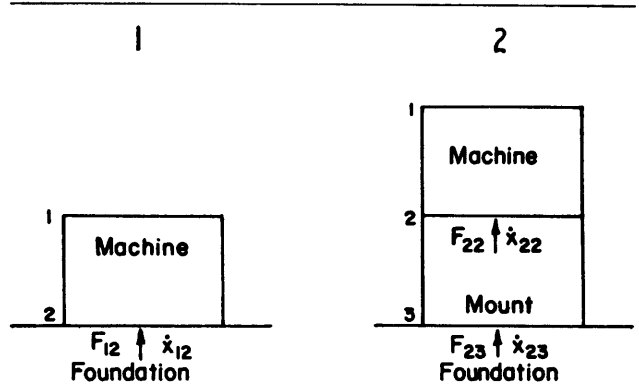 1
1
Machine
2
F12 ẋ12
Foundation
2
1
Machine
2
F22 ẋ22
Mount
3
F23 ẋ23
Foundation